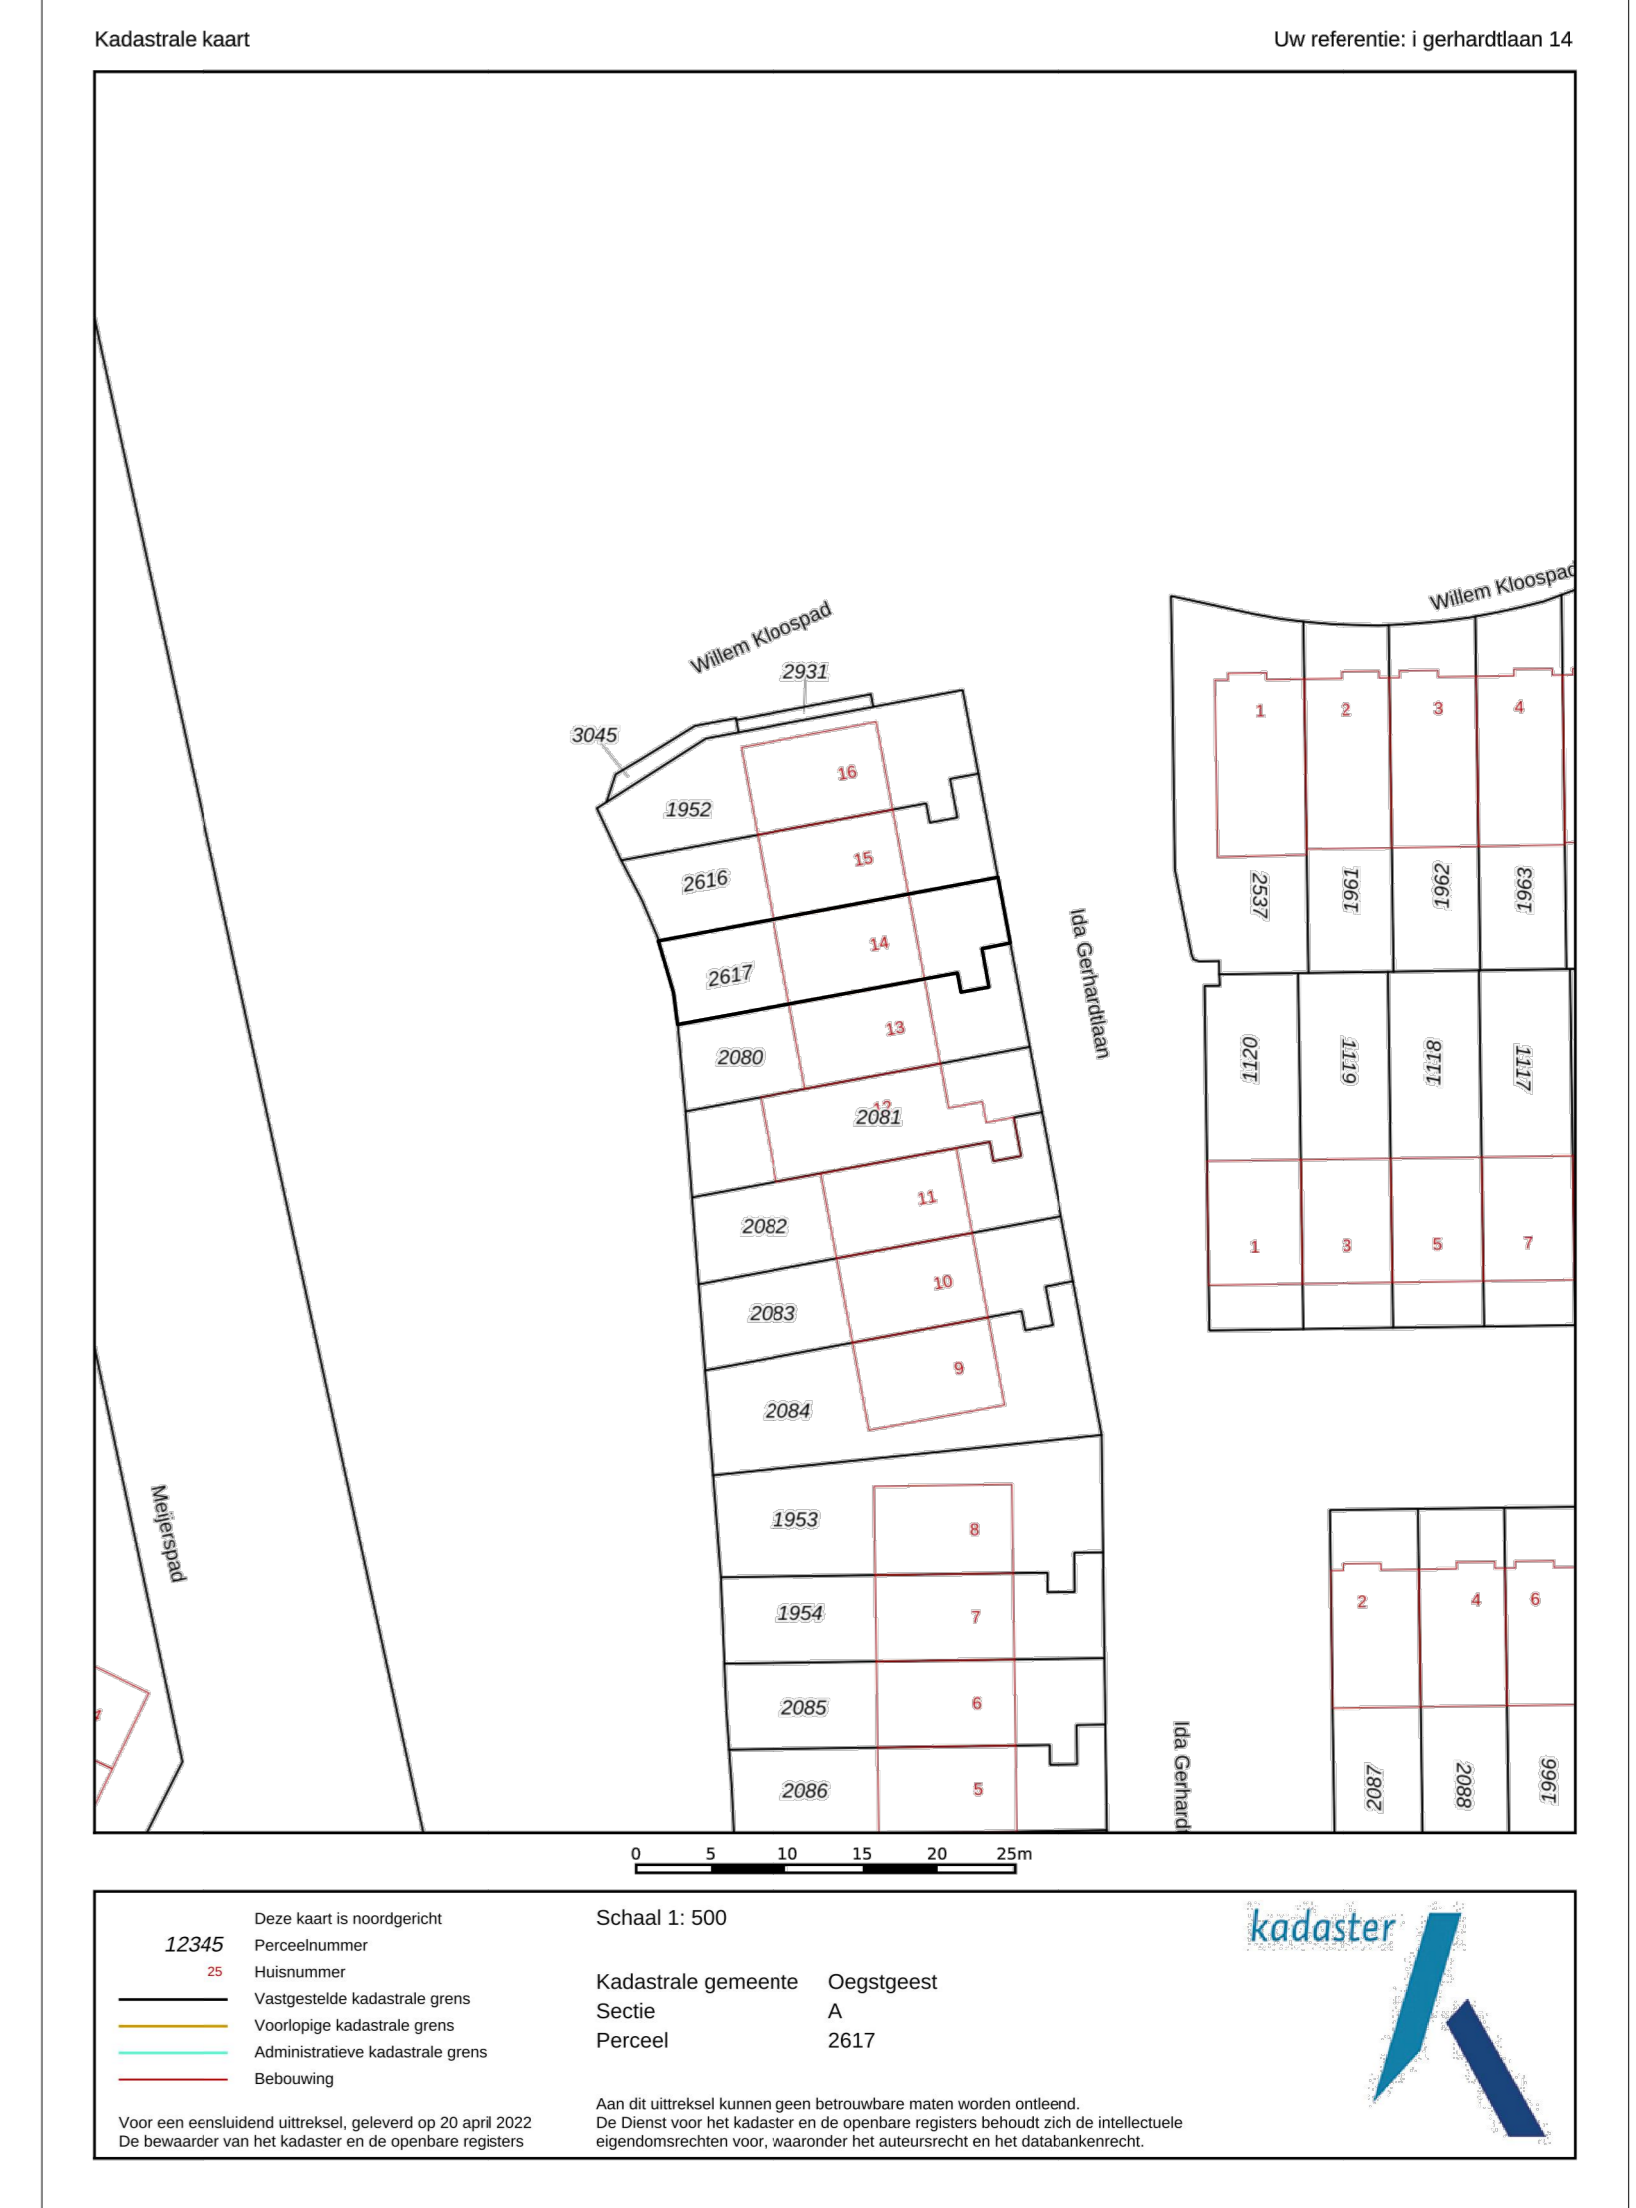 Kadastrale kaart
Uw referentie: i gerhardtlaan 14
Willem Kloospad
Willem Kloospad
2931
3045
1 2 3 4
16
1952
15
2616
2537 1961 1962 1963
14
2617
Ida Gerhardtlaan
13
2080
1120 1119 1118 1117
12
2081
11
2082
1 3 5 7
10
2083
9
2084
Meijerspad
1953
8
2 4 6
1954
7
2085
6
Ida Gerhardt
2086
5
2087 2088 1966
0 5 10 15 20 25m
Deze kaart is noordgericht
12345 Perceelnummer
25 Huisnummer
Vastgestelde kadastrale grens
Voorlopige kadastrale grens
Administratieve kadastrale grens
Bebouwing
Voor een eensluidend uittreksel, geleverd op 20 april 2022
De bewaarder van het kadaster en de openbare registers
Schaal 1: 500
Kadastrale gemeente Oegstgeest
Sectie A
Perceel 2617
Aan dit uittreksel kunnen geen betrouwbare maten worden ontleend.
De Dienst voor het kadaster en de openbare registers behoudt zich de intellectuele
eigendomsrechten voor, waaronder het auteursrecht en het databankenrecht.
kadaster